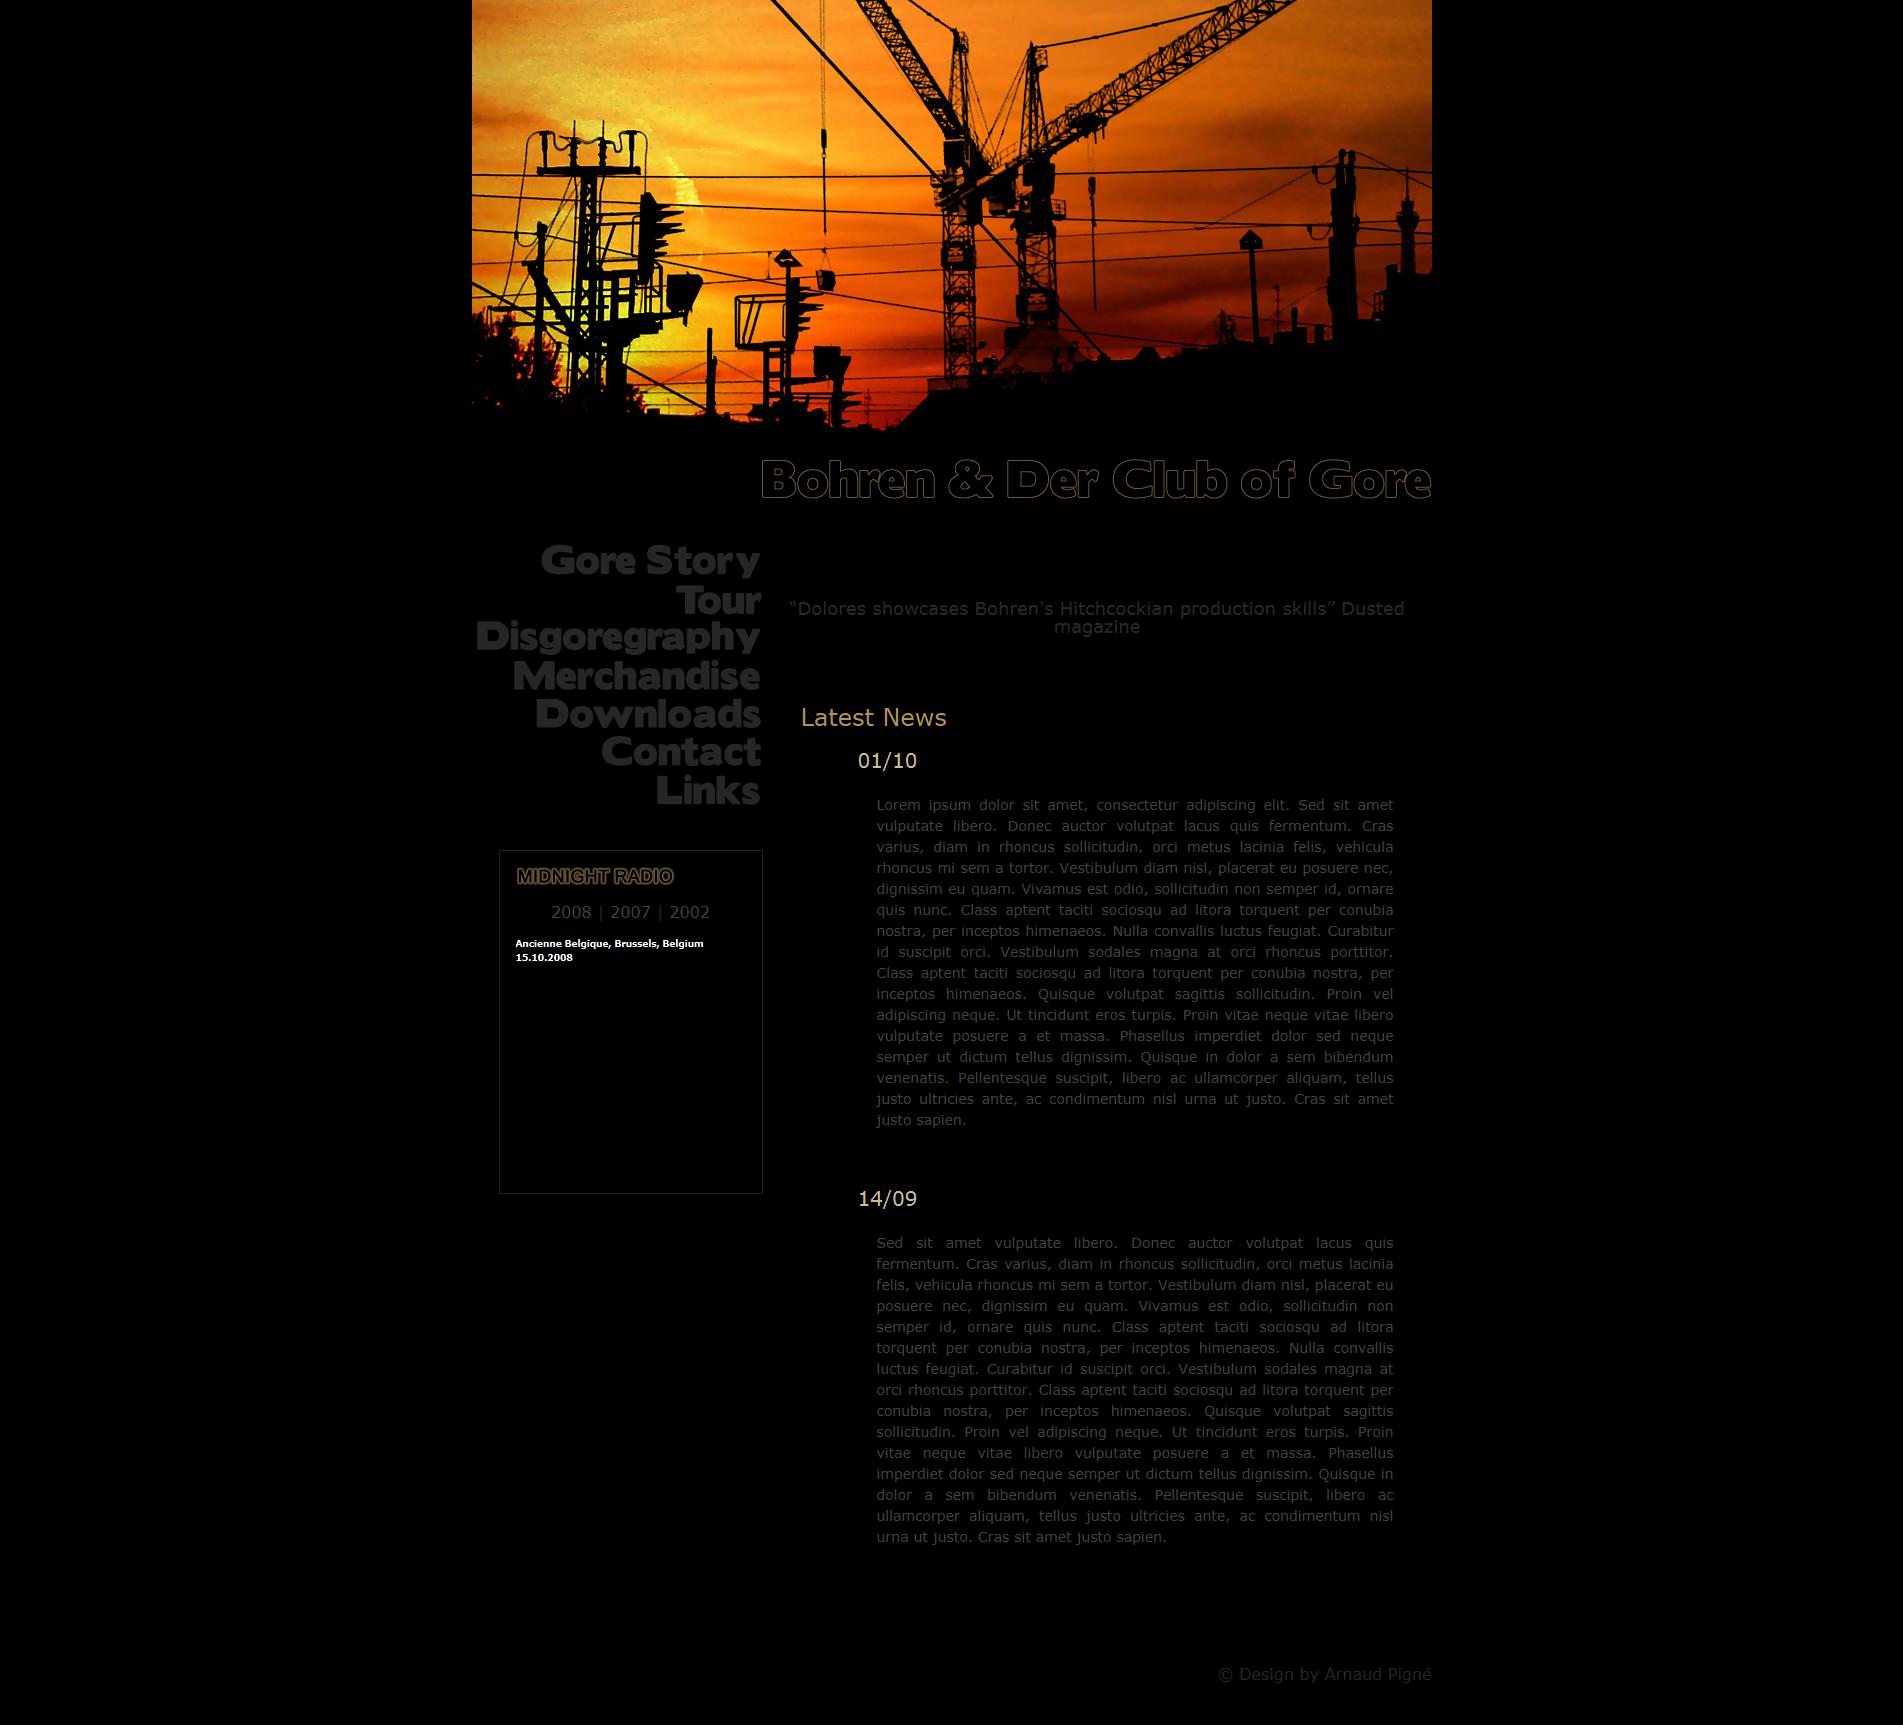 Bohren & Der Club of Gore
Gore Story
Tour
Disgoregraphy
Merchandise
Downloads
Contact
Links
MIDNIGHT RADIO
2008 | 2007 | 2002
Ancienne Belgique, Brussels, Belgium
15.10.2008
“Dolores showcases Bohren's Hitchcockian production skills” Dusted
magazine
Latest News
01/10
Lorem ipsum dolor sit amet, consectetur adipiscing elit. Sed sit amet
vulputate libero. Donec auctor volutpat lacus quis fermentum. Cras
varius, diam in rhoncus sollicitudin, orci metus lacinia felis, vehicula
rhoncus mi sem a tortor. Vestibulum diam nisl, placerat eu posuere nec,
dignissim eu quam. Vivamus est odio, sollicitudin non semper id, ornare
quis nunc. Class aptent taciti sociosqu ad litora torquent per conubia
nostra, per inceptos himenaeos. Nulla convallis luctus feugiat. Curabitur
id suscipit orci. Vestibulum sodales magna at orci rhoncus porttitor.
Class aptent taciti sociosqu ad litora torquent per conubia nostra, per
inceptos himenaeos. Quisque volutpat sagittis sollicitudin. Proin vel
adipiscing neque. Ut tincidunt eros turpis. Proin vitae neque vitae libero
vulputate posuere a et massa. Phasellus imperdiet dolor sed neque
semper ut dictum tellus dignissim. Quisque in dolor a sem bibendum
venenatis. Pellentesque suscipit, libero ac ullamcorper aliquam, tellus
justo ultricies ante, ac condimentum nisl urna ut justo. Cras sit amet
justo sapien.
14/09
Sed sit amet vulputate libero. Donec auctor volutpat lacus quis
fermentum. Cras varius, diam in rhoncus sollicitudin, orci metus lacinia
felis, vehicula rhoncus mi sem a tortor. Vestibulum diam nisl, placerat eu
posuere nec, dignissim eu quam. Vivamus est odio, sollicitudin non
semper id, ornare quis nunc. Class aptent taciti sociosqu ad litora
torquent per conubia nostra, per inceptos himenaeos. Nulla convallis
luctus feugiat. Curabitur id suscipit orci. Vestibulum sodales magna at
orci rhoncus porttitor. Class aptent taciti sociosqu ad litora torquent per
conubia nostra, per inceptos himenaeos. Quisque volutpat sagittis
sollicitudin. Proin vel adipiscing neque. Ut tincidunt eros turpis. Proin
vitae neque vitae libero vulputate posuere a et massa. Phasellus
imperdiet dolor sed neque semper ut dictum tellus dignissim. Quisque in
dolor a sem bibendum venenatis. Pellentesque suscipit, libero ac
ullamcorper aliquam, tellus justo ultricies ante, ac condimentum nisl
urna ut justo. Cras sit amet justo sapien.
© Design by Arnaud Pigné